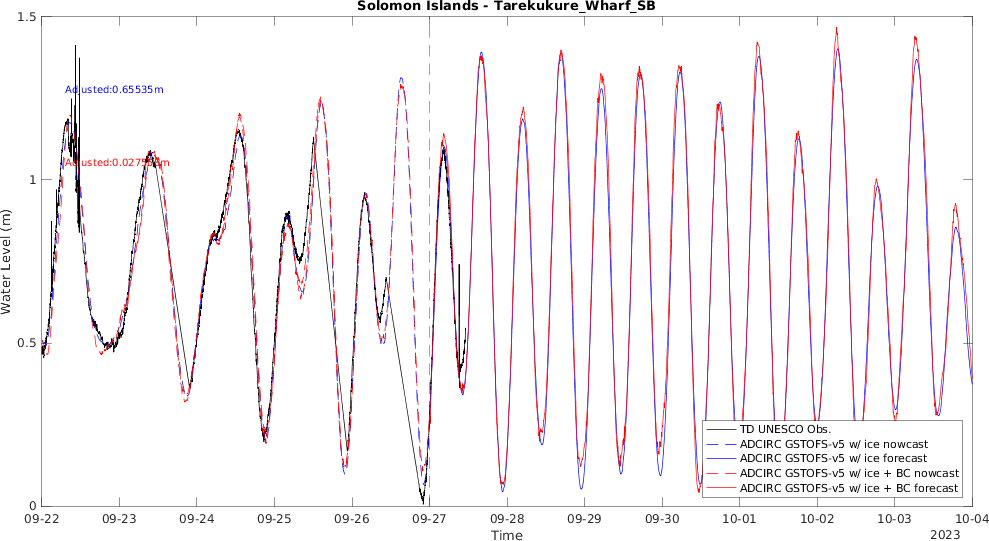 Solomon Islands - Tarekukure_Wharf_SB
1.5
Adjusted:0.65535m
1
Water Level (m)
0.5
TD UNESCO Obs.
ADCIRC GSTOFS-v5 w/ ice nowcast
ADCIRC GSTOFS-v5 w/ ice forecast
ADCIRC GSTOFS-v5 w/ ice + BC nowcast
ADCIRC GSTOFS-v5 w/ ice + BC forecast
0
09-22 09-23 09-24 09-25 09-26 09-27 09-28 09-29 09-30 10-01 10-02 10-03 10-04
Time
2023